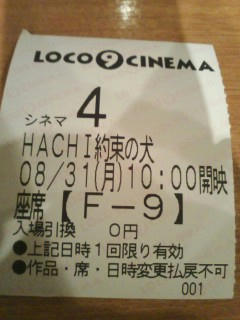 LOCO 9 CINEMA
シネマ 4
HACHI約束の犬
08/31(月)10:00開映
座席【F-9】
入場引換 0円
●上記日時1回限り有効
●作品・席・日時変更払戻不可
001